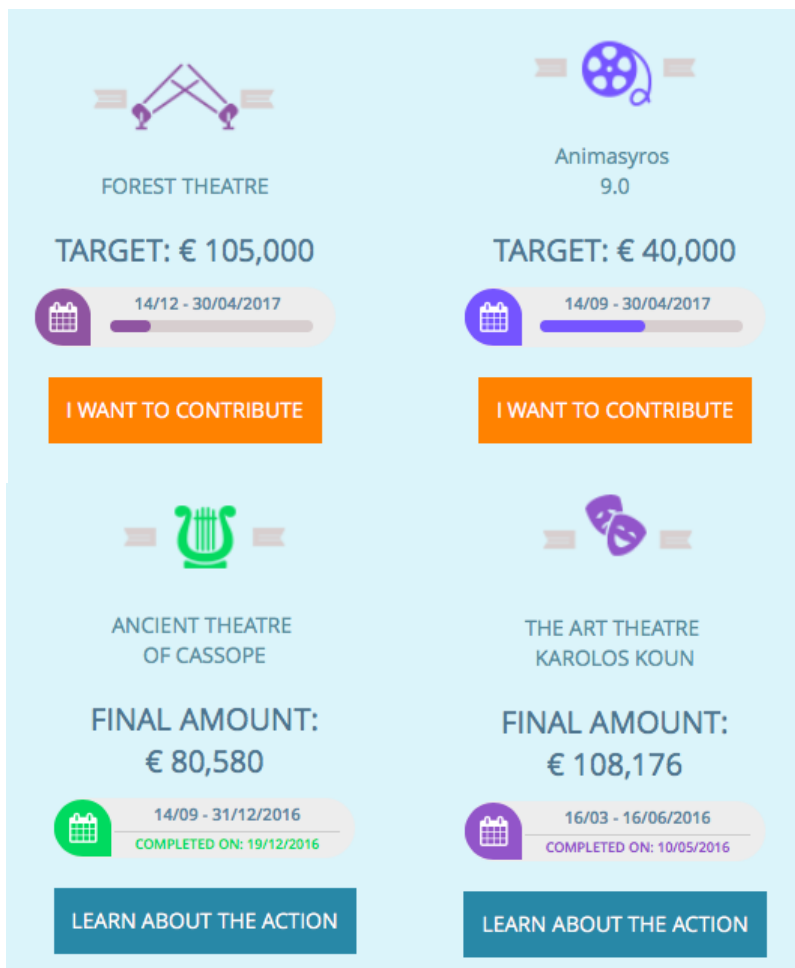 FOREST THEATRE
TARGET: € 105,000
14/12 - 30/04/2017
I WANT TO CONTRIBUTE
Animasyros
9.0
TARGET: € 40,000
14/09 - 30/04/2017
I WANT TO CONTRIBUTE
ANCIENT THEATRE
OF CASSOPE
FINAL AMOUNT:
€ 80,580
14/09 - 31/12/2016
COMPLETED ON: 19/12/2016
LEARN ABOUT THE ACTION
THE ART THEATRE
KAROLOS KOUN
FINAL AMOUNT:
€ 108,176
16/03 - 16/06/2016
COMPLETED ON: 10/05/2016
LEARN ABOUT THE ACTION